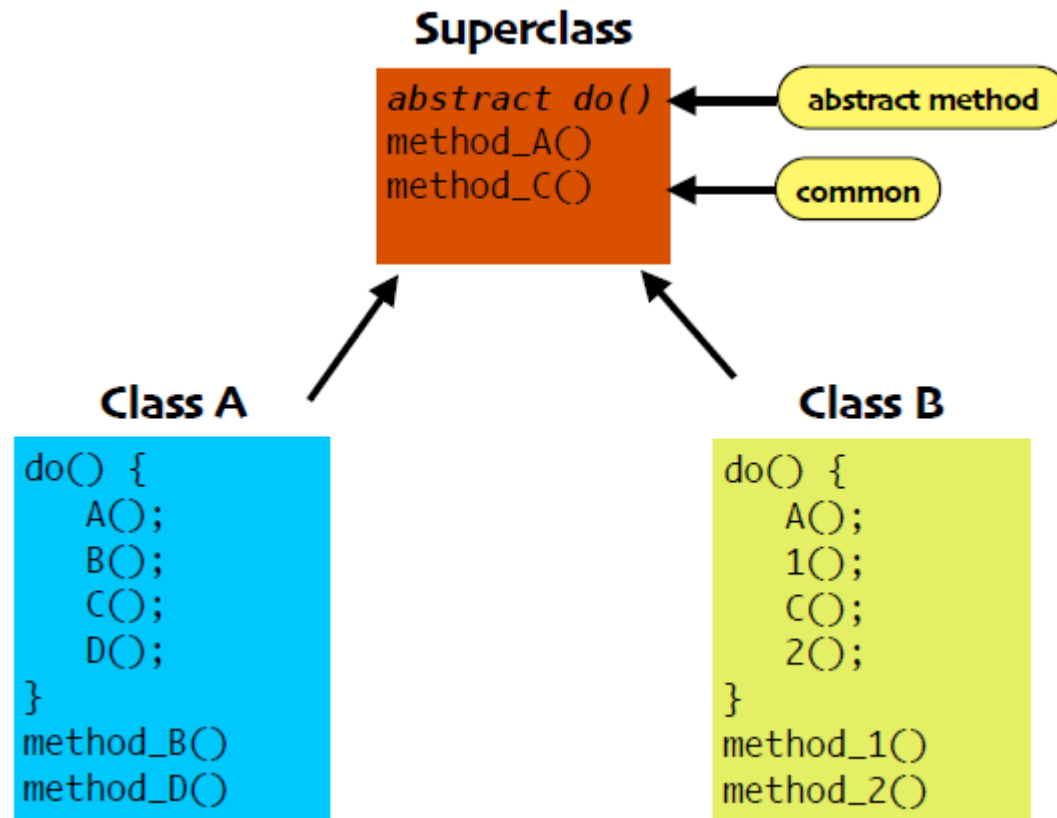 Superclass
abstract do()
method_A()
method_C()
abstract method
common
Class A
do() {
A();
B();
C();
D();
}
method_B()
method_D()
Class B
do() {
A();
1();
C();
2();
}
method_1()
method_2()